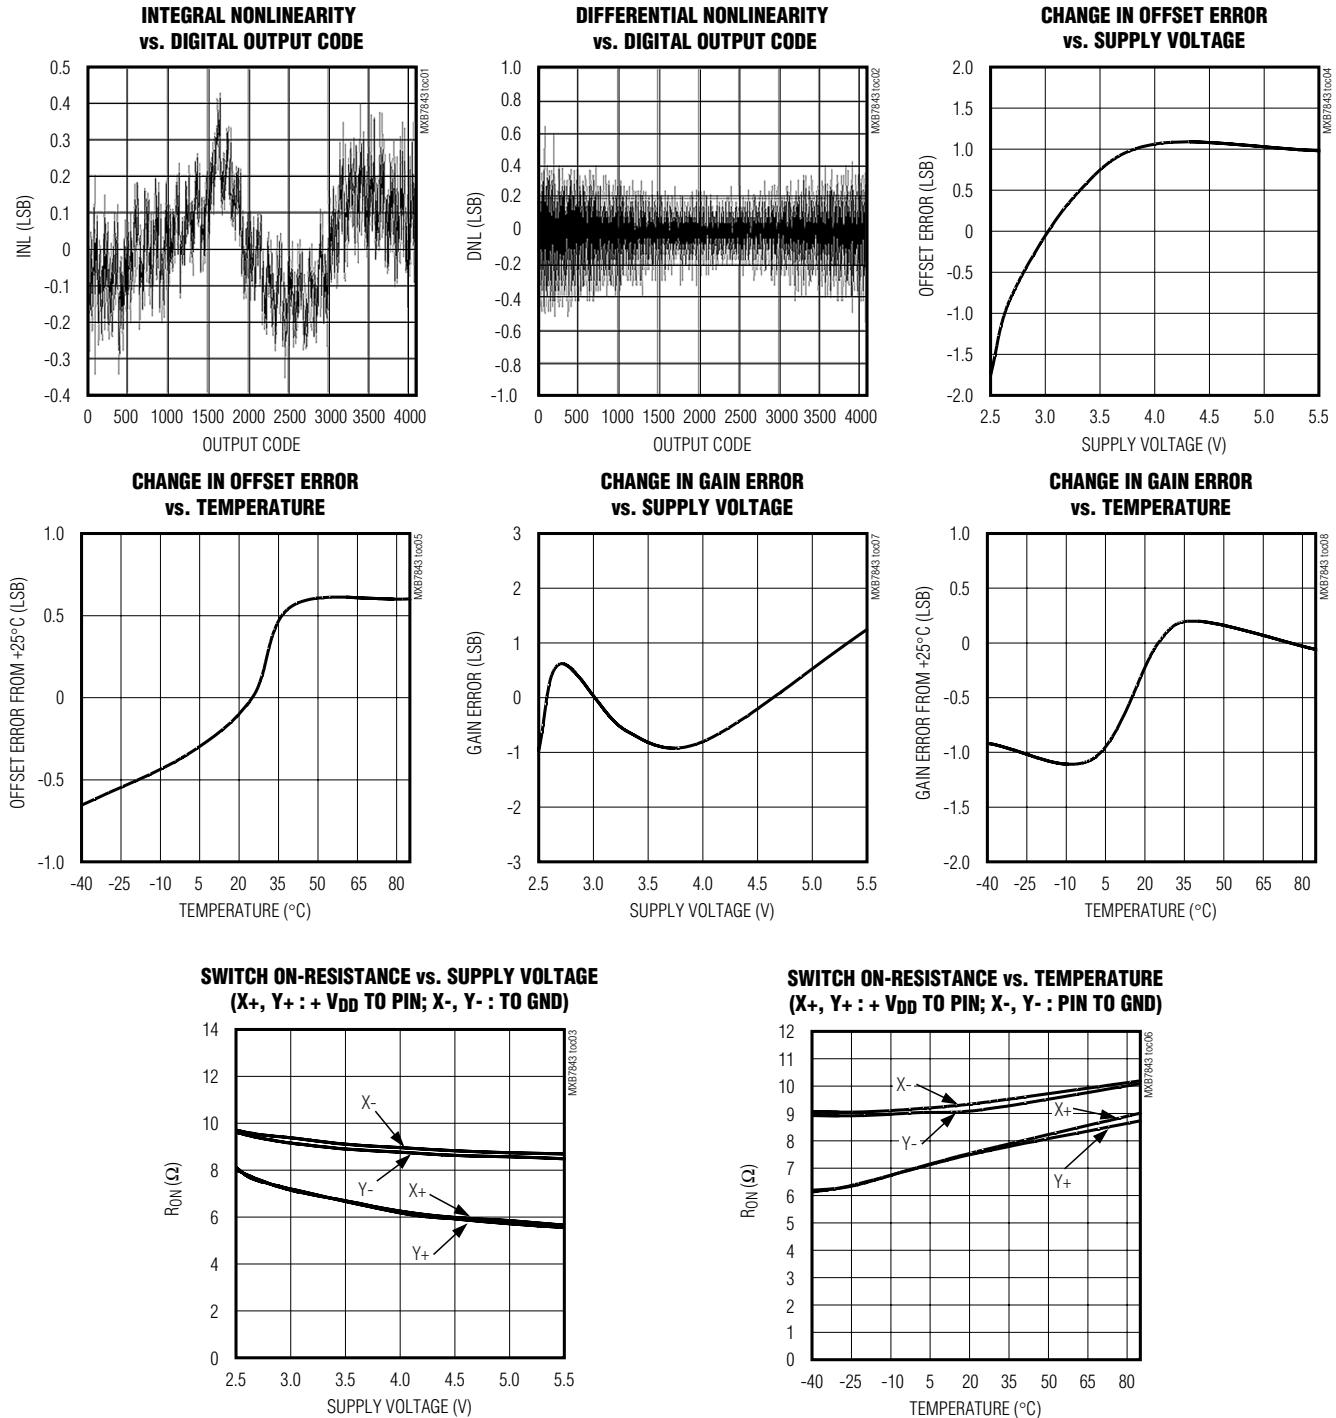 INTEGRAL NONLINEARITY
vs. DIGITAL OUTPUT CODE
0.5
0.4
0.3
0.2
0.1
0
-0.1
-0.2
-0.3
-0.4
INL (LSB)
0 500 1000 1500 2000 2500 3000 3500 4000
OUTPUT CODE
MXB7843 toc01
DIFFERENTIAL NONLINEARITY
vs. DIGITAL OUTPUT CODE
1.0
0.8
0.6
0.4
0.2
0
-0.2
-0.4
-0.6
-0.8
-1.0
DNL (LSB)
0 500 1000 1500 2000 2500 3000 3500 4000
OUTPUT CODE
MXB7843 toc02
CHANGE IN OFFSET ERROR
vs. SUPPLY VOLTAGE
2.0
1.5
1.0
0.5
0
-0.5
-1.0
-1.5
-2.0
OFFSET ERROR (LSB)
2.5 3.0 3.5 4.0 4.5 5.0 5.5
SUPPLY VOLTAGE (V)
MXB7843 toc04
CHANGE IN OFFSET ERROR
vs. TEMPERATURE
1.0
0.5
0
-0.5
-1.0
OFFSET ERROR FROM +25°C (LSB)
-40 -25 -10 5 20 35 50 65 80
TEMPERATURE (°C)
MXB7843 toc05
CHANGE IN GAIN ERROR
vs. SUPPLY VOLTAGE
3
2
1
0
-1
-2
-3
GAIN ERROR (LSB)
2.5 3.0 3.5 4.0 4.5 5.0 5.5
SUPPLY VOLTAGE (V)
MXB7843 toc07
CHANGE IN GAIN ERROR
vs. TEMPERATURE
1.0
0.5
0
-0.5
-1.0
-1.5
-2.0
GAIN ERROR FROM +25°C (LSB)
-40 -25 -10 5 20 35 50 65 80
TEMPERATURE (°C)
MXB7843 toc08
SWITCH ON-RESISTANCE vs. SUPPLY VOLTAGE
(X+, Y+ : + VDD TO PIN; X-, Y- : TO GND)
14
12
10
8
6
4
2
0
RON (Ω)
X-
Y-
X+
Y+
2.5 3.0 3.5 4.0 4.5 5.0 5.5
SUPPLY VOLTAGE (V)
MXB7843 toc03
SWITCH ON-RESISTANCE vs. TEMPERATURE
(X+, Y+ : + VDD TO PIN; X-, Y- : PIN TO GND)
12
11
10
9
8
7
6
5
4
3
2
1
0
RON (Ω)
X-
X+
Y-
Y+
-40 -25 -10 5 20 35 50 65 80
TEMPERATURE (°C)
MXB7843 toc06